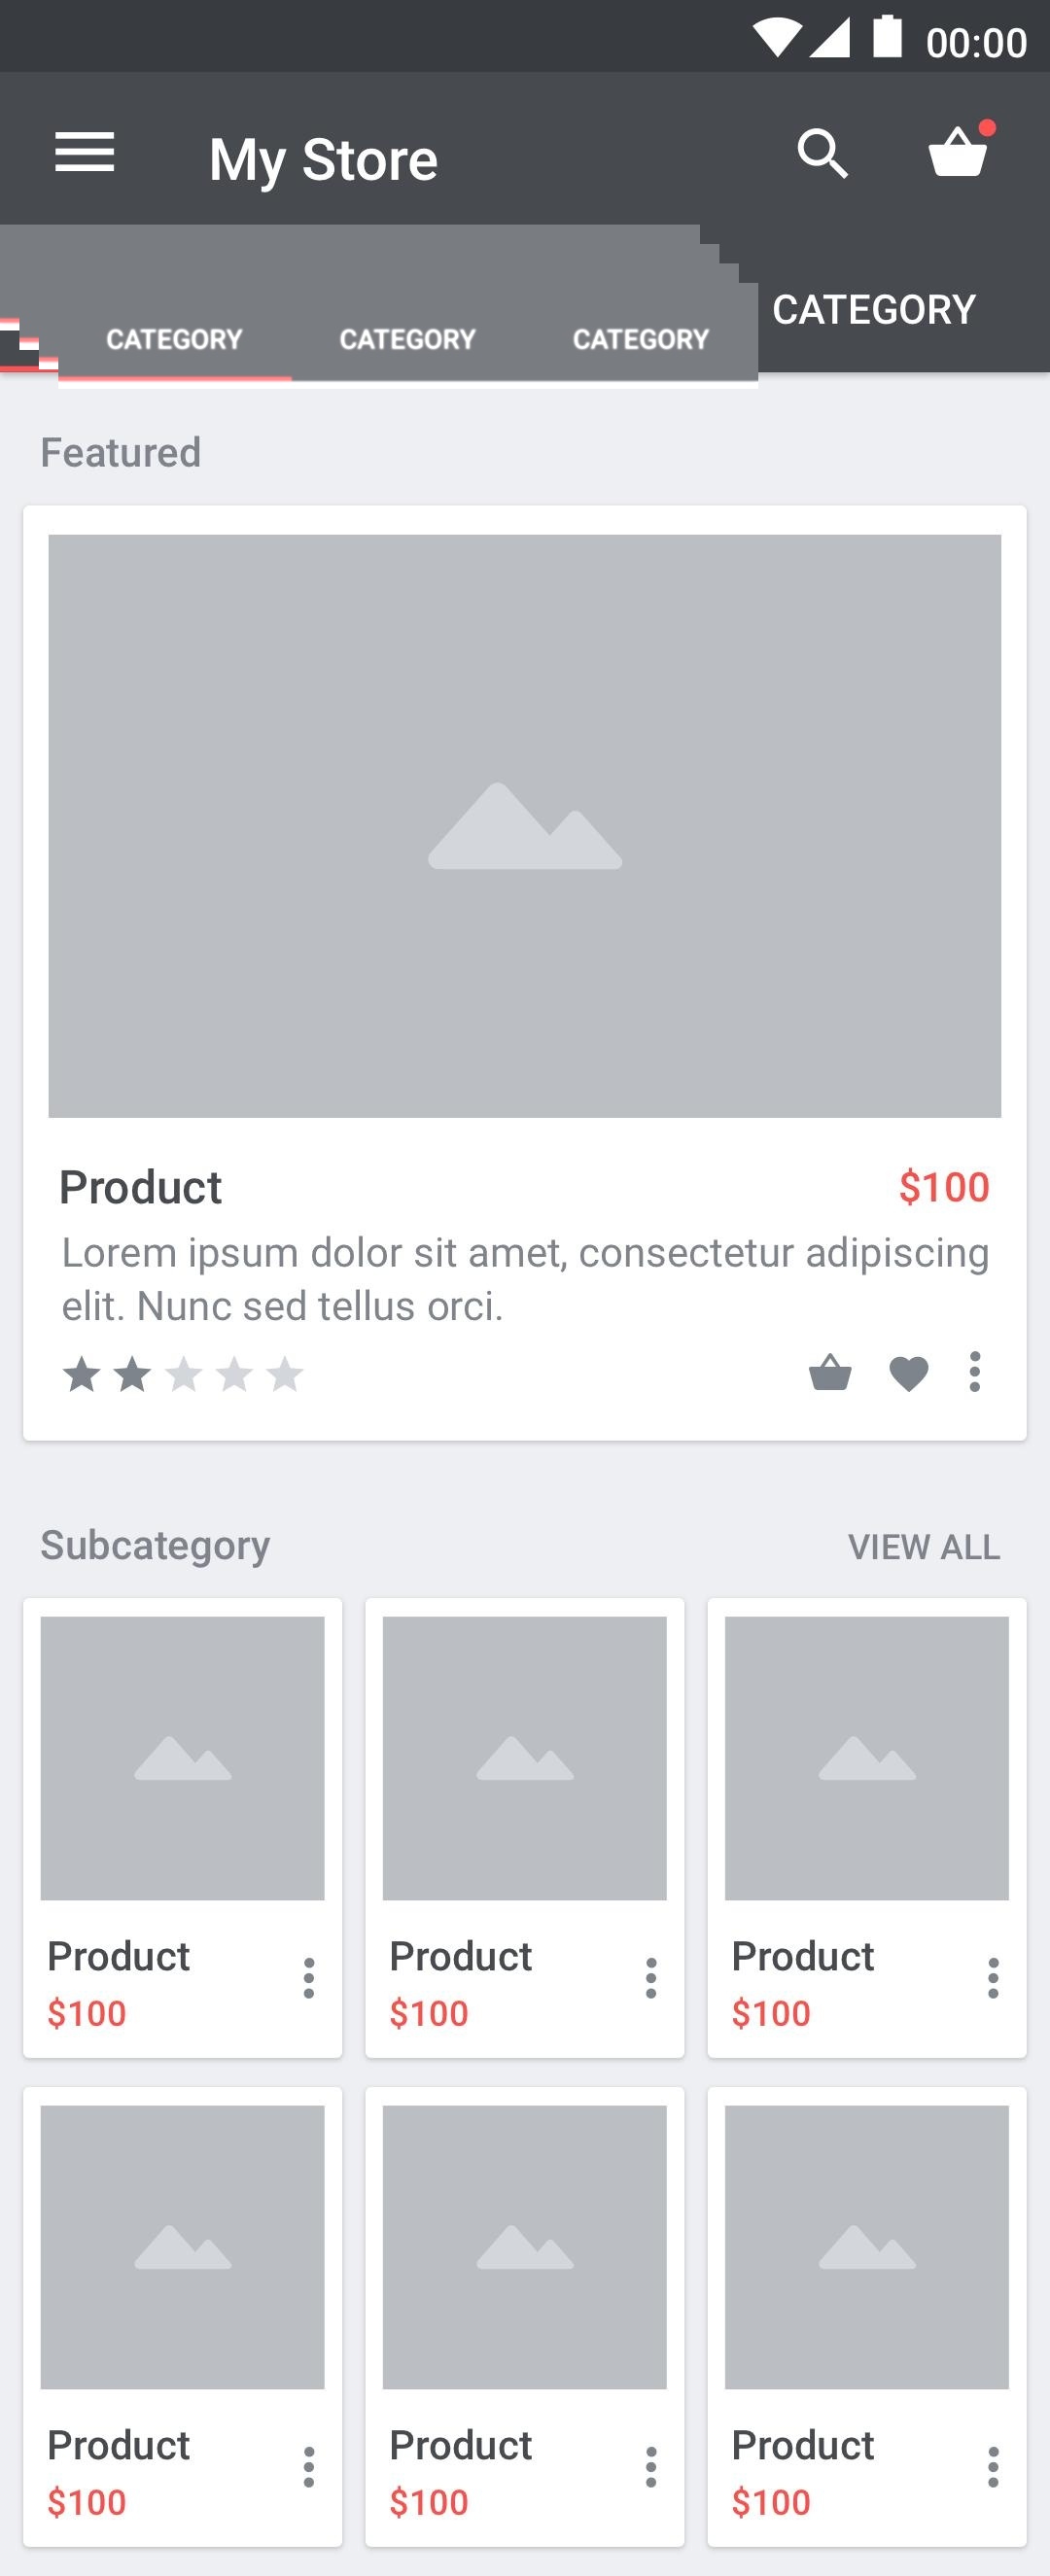 00:00
My Store
CATEGORY CATEGORY CATEGORY CATEGORY
Featured
Product $100
Lorem ipsum dolor sit amet, consectetur adipiscing
elit. Nunc sed tellus orci.
Subcategory VIEW ALL
Product Product Product
$100 $100 $100
Product Product Product
$100 $100 $100